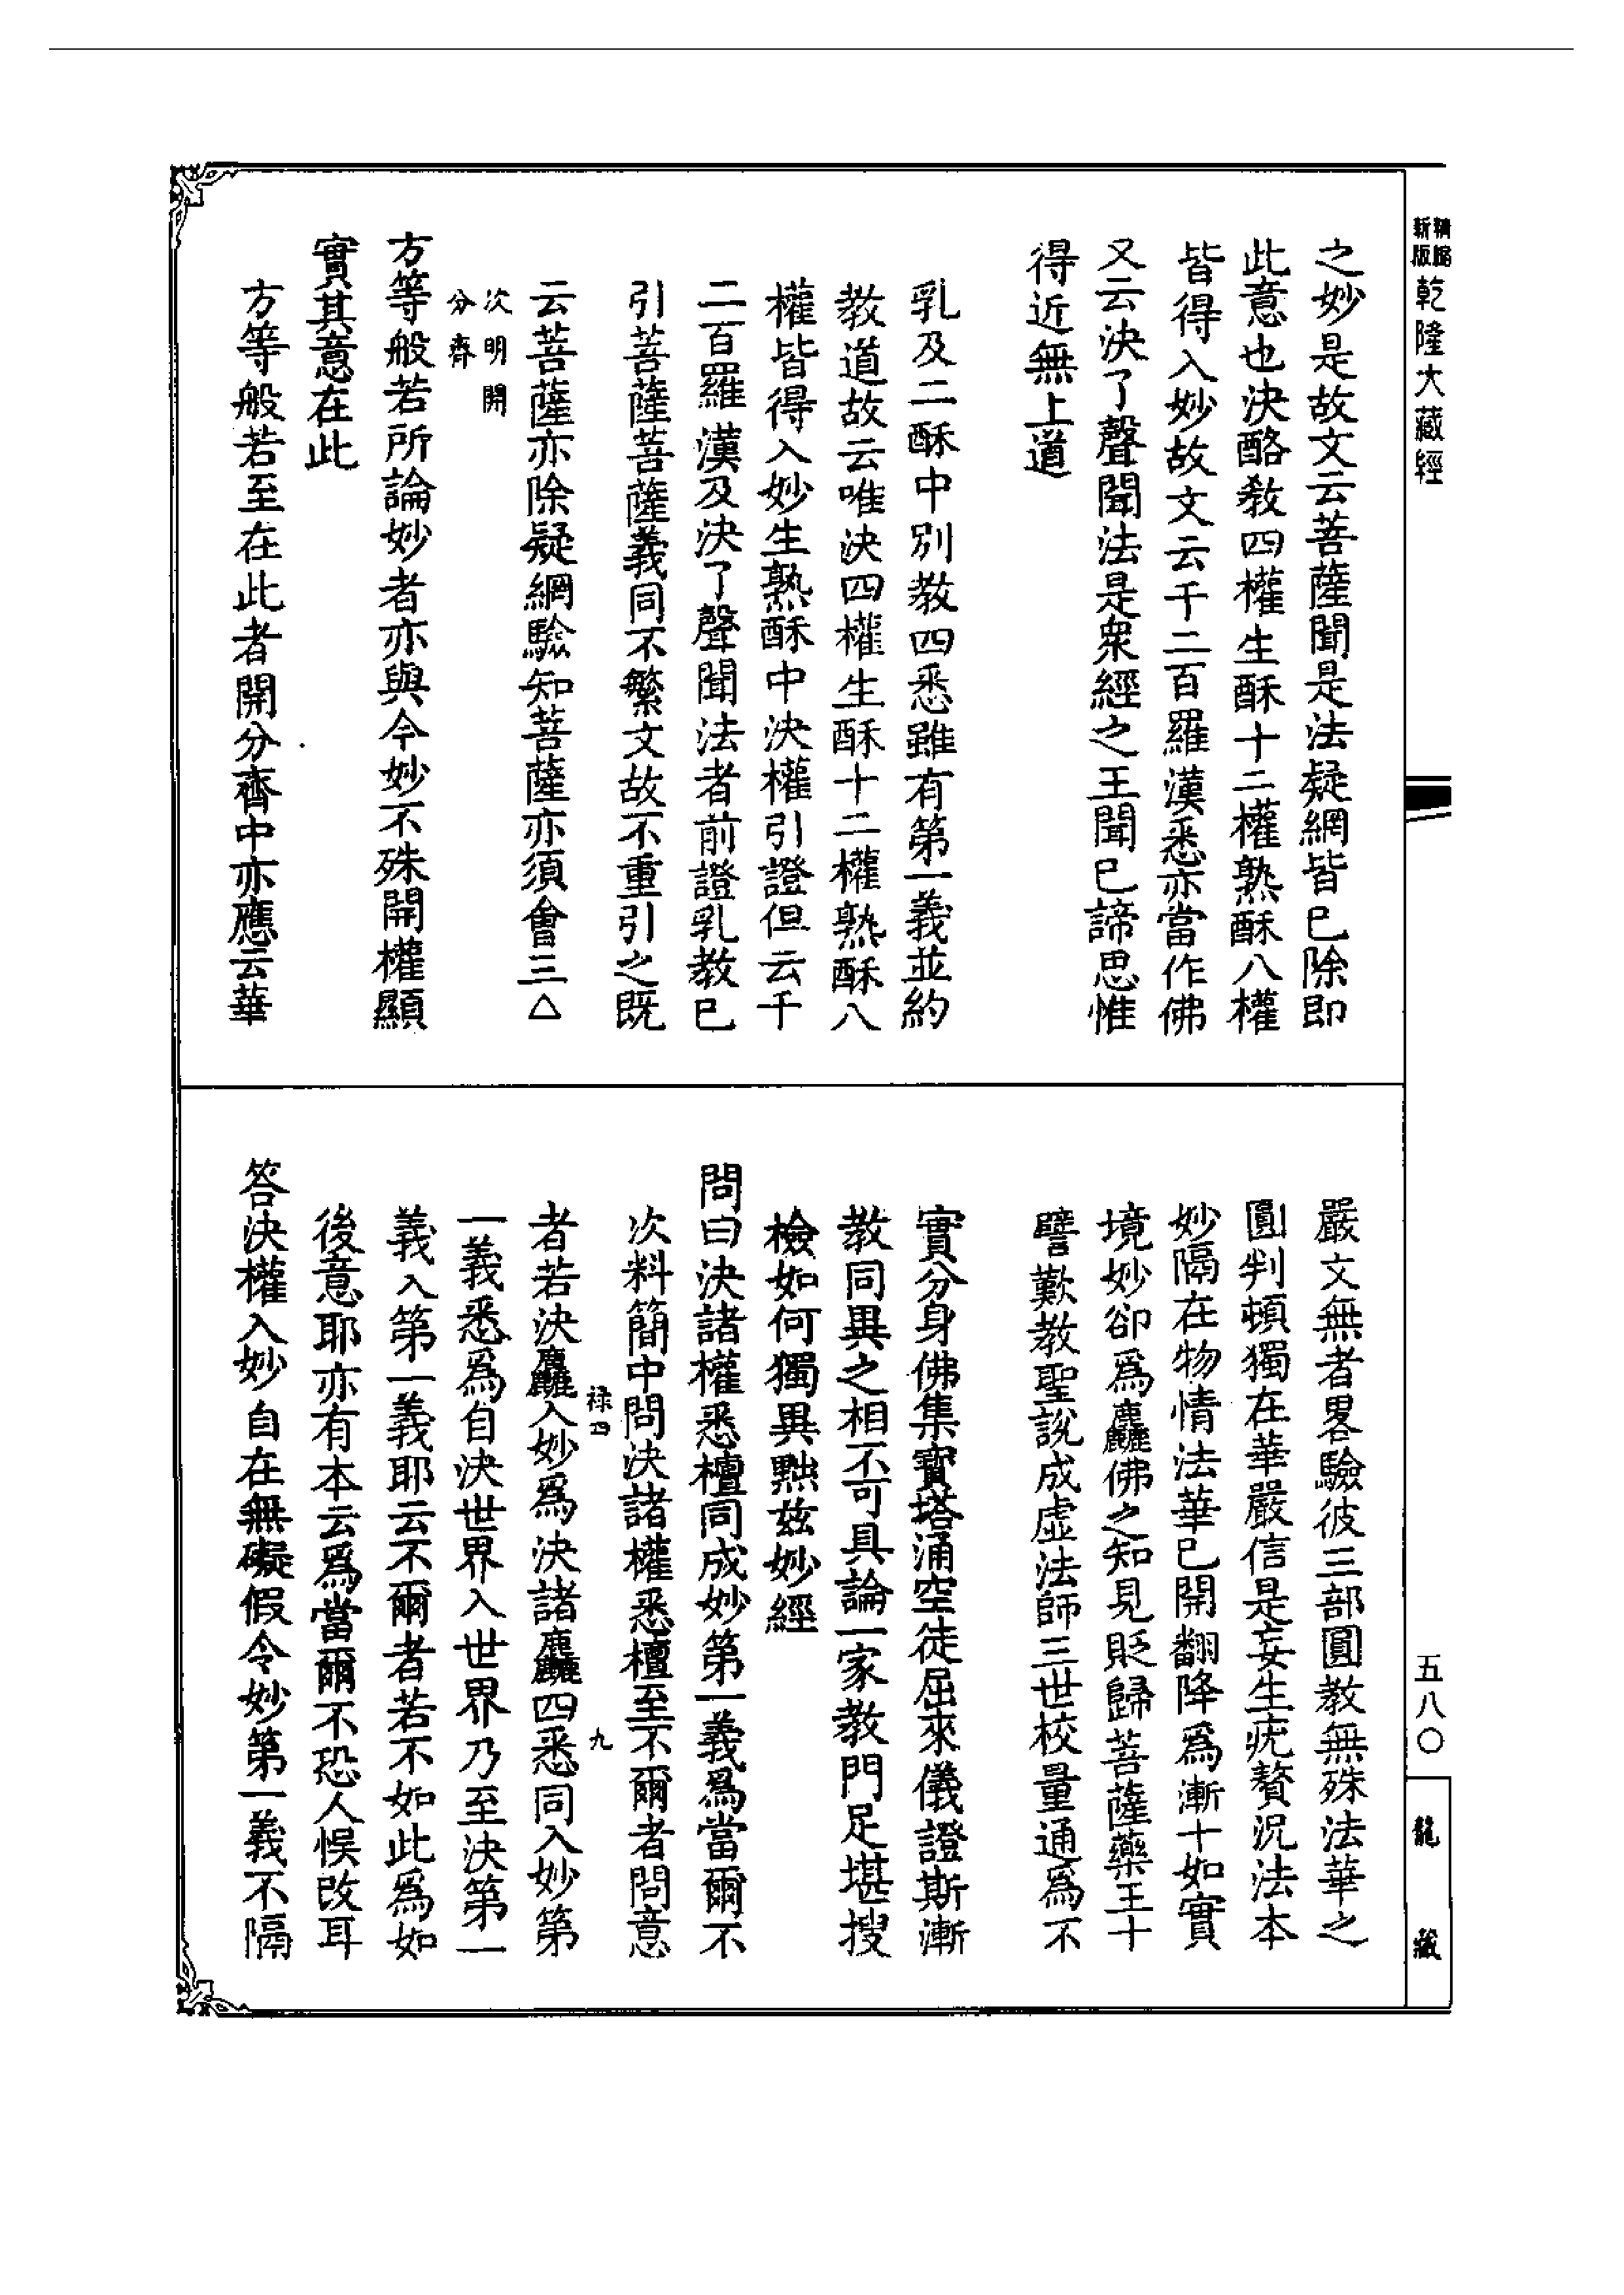 新版精縮乾隆大藏經
之妙是故文云菩薩聞是法疑網皆已除即
此意也決酪教四權生酥十二權熟酥八權
皆得入妙故文云千二百羅漢悉亦當作佛
又云決了聲聞法是衆經之王聞已諦思惟
得近無上道
乳及二酥中別教四悉雖有第一義並約
教道故云唯決四權生酥十二權熟酥八
權皆得入妙生熟酥中決權引證但云千
二百羅漢及決了聲聞法者前證乳教已
引菩薩菩薩義同不繁文故不重引之既
云菩薩亦除疑網驗知菩薩亦須會三△
次明開
分齊
方等般若所論妙者亦與今妙不殊開權顯
實其意在此
方等般若至在此者開分齊中亦應云華
嚴文無者畧驗彼三部圓教無殊法華之
圓判頓獨在華嚴信是妄生疣贅況法本
妙隔在物情法華已開翻降爲漸十如實
境妙卻爲麤佛之知見貶歸菩薩藥王十
譬歎教聖說成虛法師三世校量通爲不
實分身佛集寶塔涌空徒屈來儀證斯漸
教同異之相不可具論一家教門足堪搜
檢如何獨異黜茲妙經
問曰決諸權悉檀同成妙第一義爲當爾不
次料簡中問決諸權悉檀至不爾者問意
祿四 九
者若決麤入妙爲決諸麤四悉同入妙第
一義悉爲自決世界入世界乃至決第一
義入第一義耶云不爾者若不如此爲如
後意耶亦有本云爲當爾不恐人悞改耳
答決權入妙自在無礙假令妙第一義不隔
五八〇
龍藏